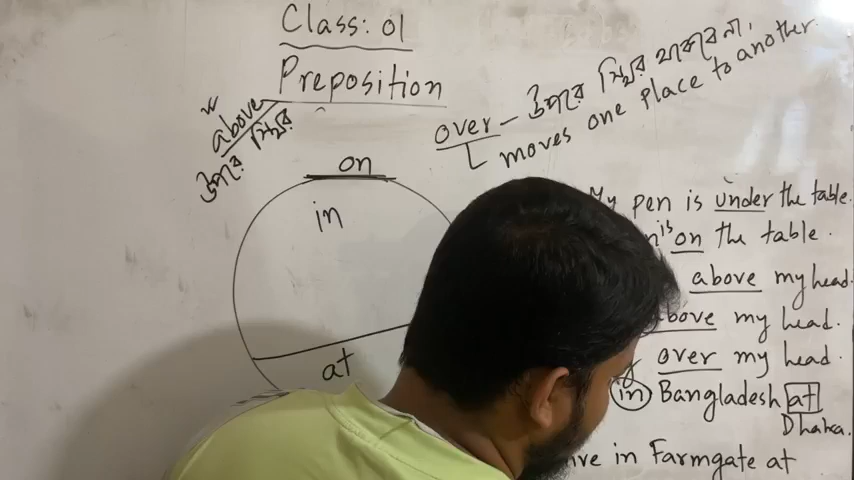 Class: 01
Preposition
above
উপরে স্থির
over — উপরে স্থির থাকবে না,
moves one place to another.
on
in
at
My pen is under the table.
is on the table.
above my head.
above my head.
over my head.
in Bangladesh at
Dhaka.
in Farmgate at